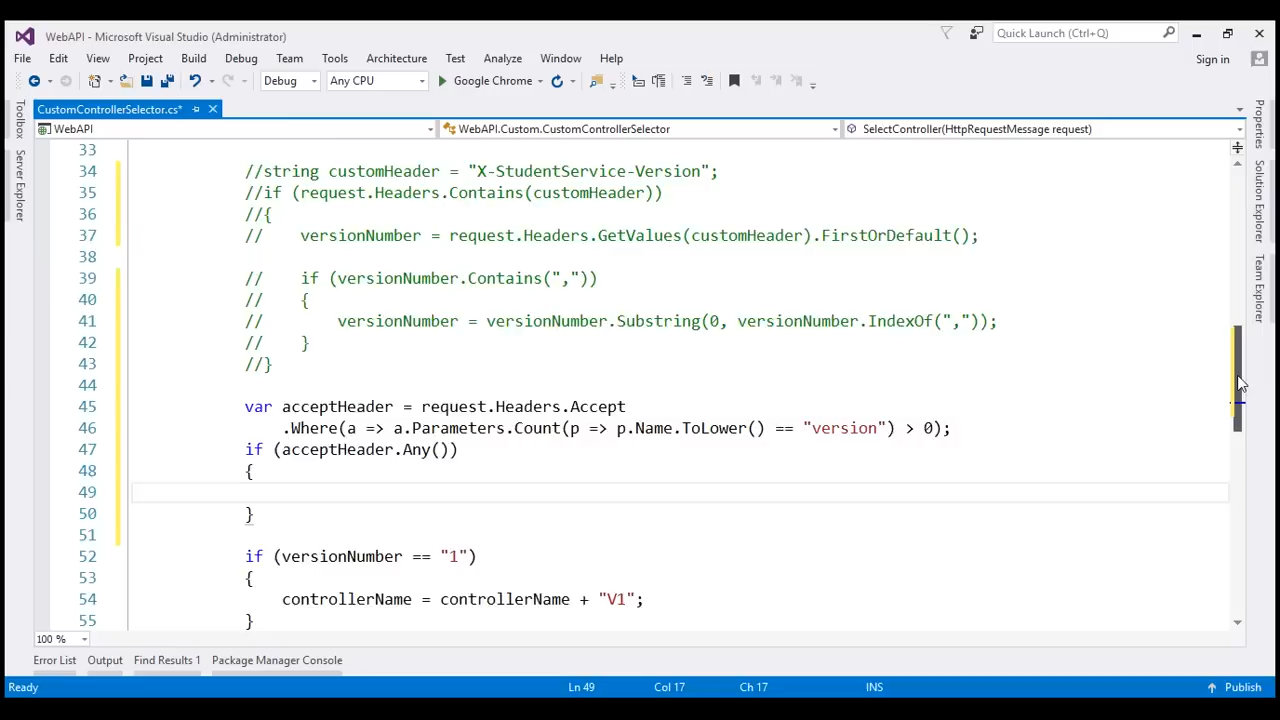 WebAPI - Microsoft Visual Studio (Administrator)
Quick Launch (Ctrl+Q)
File Edit View Project Build Debug Team Tools Architecture Test Analyze Window Help
Sign in
Debug Any CPU Google Chrome
CustomControllerSelector.cs*
WebAPI WebAPI.Custom.CustomControllerSelector SelectController(HttpRequestMessage request)
Toolbox
Server Explorer
33
34 //string customHeader = "X-StudentService-Version";
35 //if (request.Headers.Contains(customHeader))
36 //{
37 //    versionNumber = request.Headers.GetValues(customHeader).FirstOrDefault();
38
39 //    if (versionNumber.Contains(","))
40 //    {
41 //        versionNumber = versionNumber.Substring(0, versionNumber.IndexOf(","));
42 //    }
43 //}
44
45 var acceptHeader = request.Headers.Accept
46     .Where(a => a.Parameters.Count(p => p.Name.ToLower() == "version") > 0);
47 if (acceptHeader.Any())
48 {
49
50 }
51
52 if (versionNumber == "1")
53 {
54     controllerName = controllerName + "V1";
55 }
Properties
Solution Explorer
Team Explorer
100 %
Error List Output Find Results 1 Package Manager Console
Ready Ln 49 Col 17 Ch 17 INS Publish